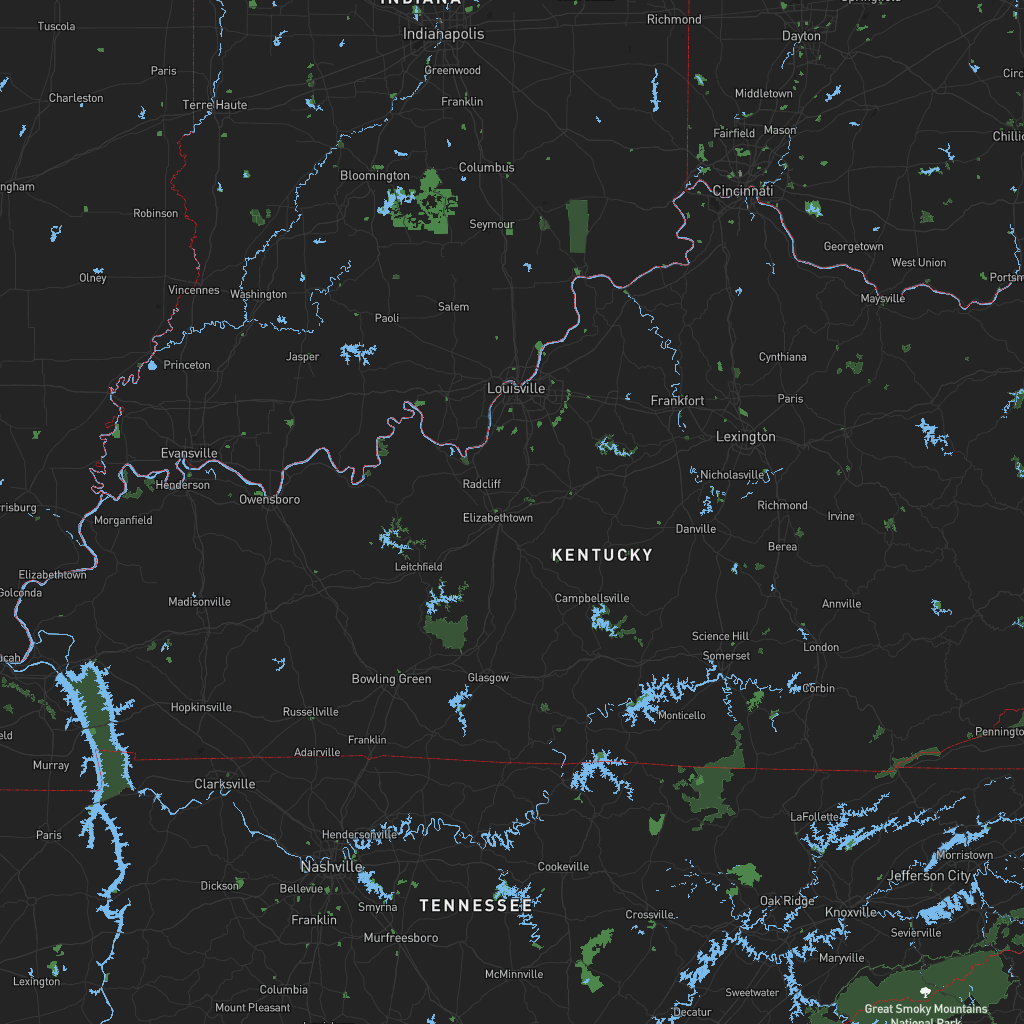 INDIANA
Tuscola
Richmond
Indianapolis
Dayton
Paris
Greenwood
Charleston
Terre Haute
Franklin
Middletown
Fairfield
Mason
Columbus
Bloomington
Cincinnati
Robinson
Seymour
Georgetown
West Union
Olney
Vincennes
Washington
Maysville
Salem
Paoli
Jasper
Princeton
Cynthiana
Louisville
Frankfort
Paris
Lexington
Evansville
Henderson
Radcliff
Nicholasville
Owensboro
Richmond
Morganfield
Elizabethtown
Irvine
Danville
KENTUCKY
Berea
Litchfield
Elizabethtown
Golconda
Madisonville
Campbellsville
Annville
Science Hill
London
Somerset
Bowling Green
Glasgow
Corbin
Hopkinsville
Russellville
Monticello
Franklin
Adairville
Murray
Clarksville
LaFollette
Paris
Hendersonville
Morristown
Nashville
Cookeville
Jefferson City
Dickson
Bellevue
Smyrna
TENNESSEE
Oak Ridge
Knoxville
Franklin
Crossville
Sevierville
Murfreesboro
Maryville
McMinnville
Lexington
Columbia
Sweetwater
Mount Pleasant
Decatur
Great Smoky Mountains
National Park